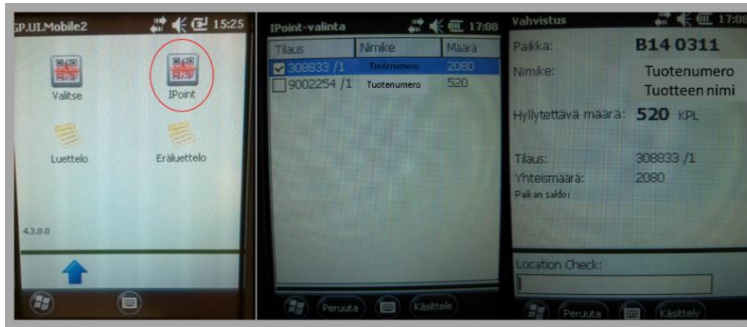 GP.UI.Mobile2 15:25
Valitse IPoint
Luettelo Eräluettelo
4.3.0.0
IPoint-valinta 17:08
Tilaus Nimike Määrä
308833 /1 Tuotenumero 2080
9002254 /1 Tuotenumero 520
Peruuta Käsittele
Vahvistus 17:08
Paikka: B14 0311
Nimike: Tuotenumero
Tuotteen nimi
Hyllytettävä määrä: 520 KPL
Tilaus: 308833 /1
Yhteismäärä: 2080
Paikan saldo:
Location Check:
Peruuta Käsittely